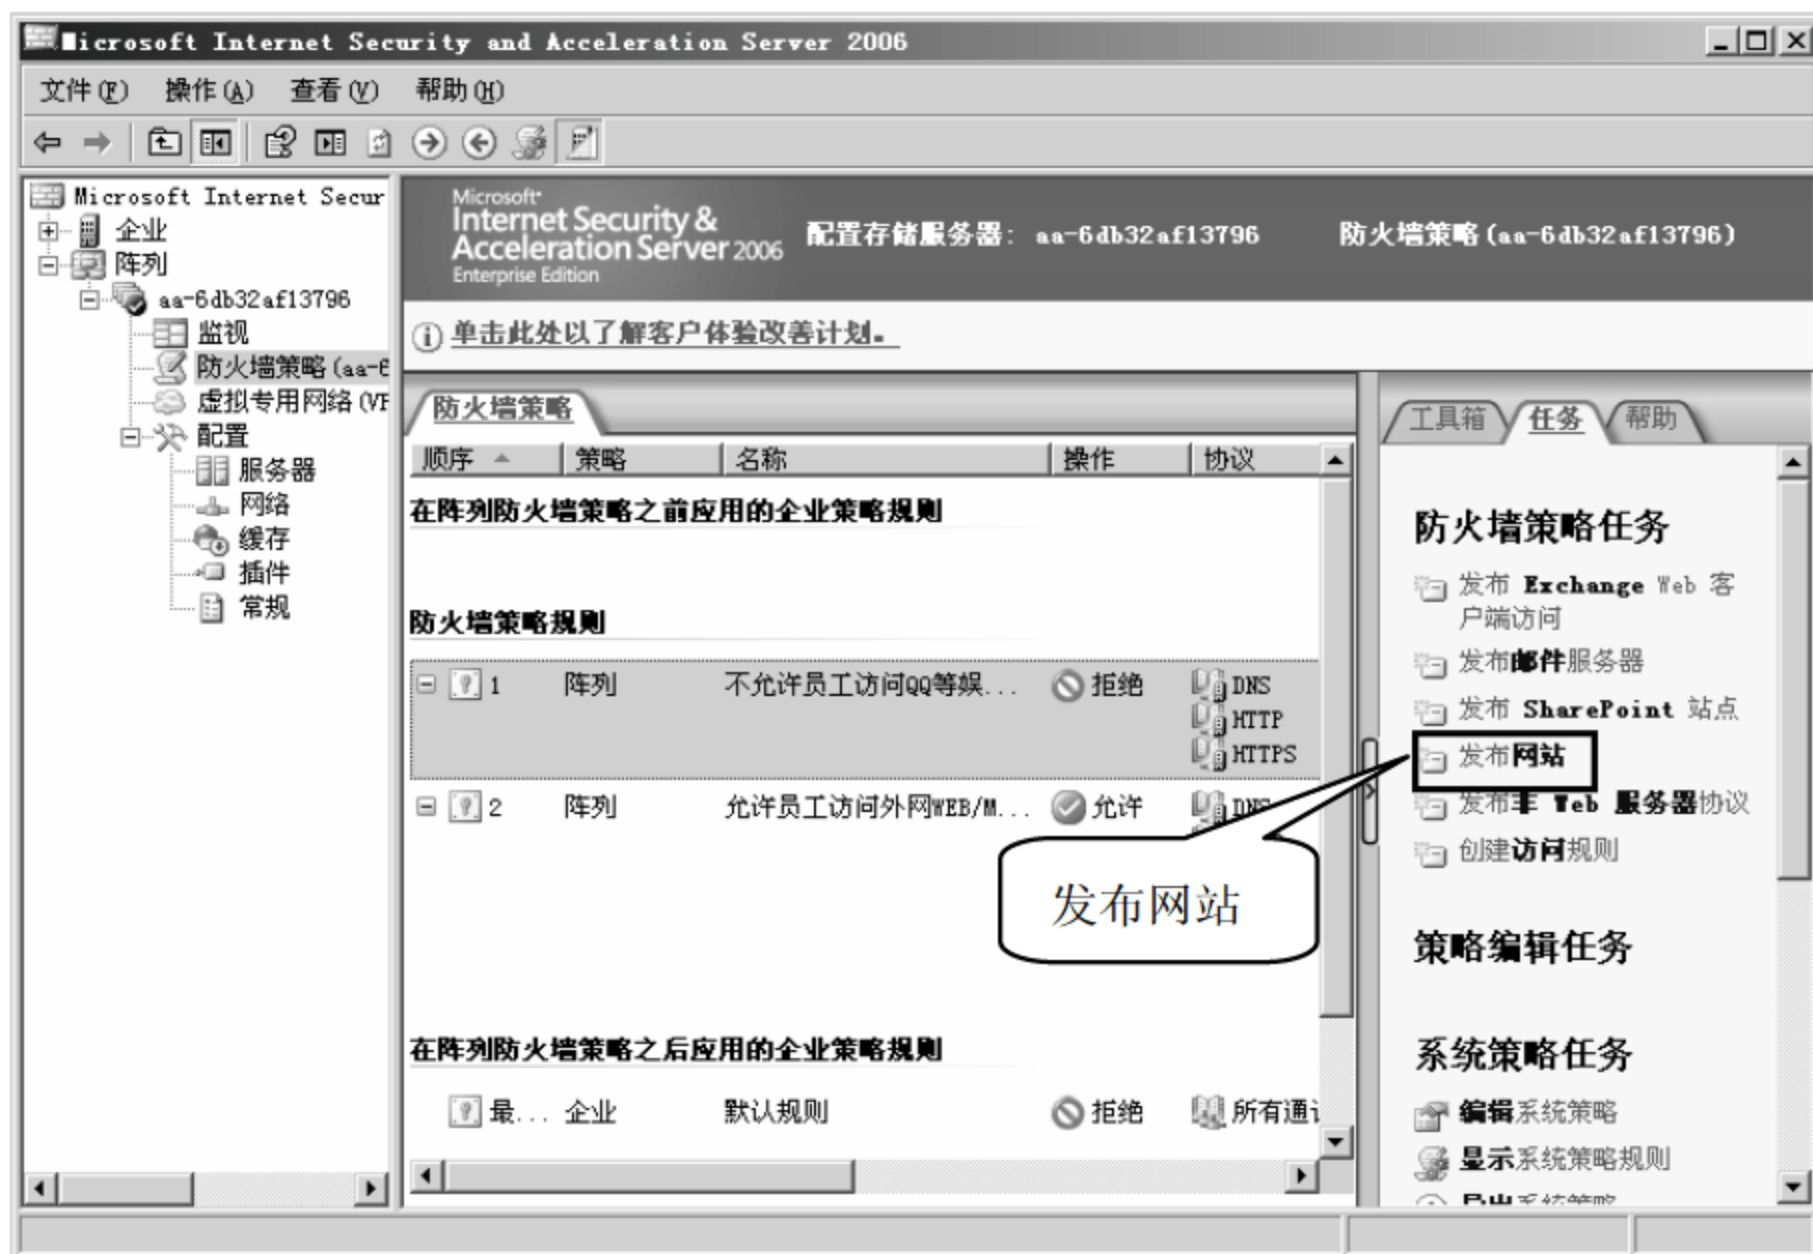 Microsoft Internet Security and Acceleration Server 2006
文件(F) 操作(A) 查看(V) 帮助(H)
Microsoft Internet Secur
企业
阵列
aa-6db32af13796
监视
防火墙策略(aa-6
虚拟专用网络(VP
配置
服务器
网络
缓存
插件
常规
Microsoft
Internet Security &
Acceleration Server 2006
Enterprise Edition
配置存储服务器: aa-6db32af13796
防火墙策略(aa-6db32af13796)
单击此处以了解客户体验改善计划。
防火墙策略
顺序 策略 名称 操作 协议
在阵列防火墙策略之前应用的企业策略规则
防火墙策略规则
1 阵列 不允许员工访问QQ等娱... 拒绝 DNS
HTTP
HTTPS
2 阵列 允许员工访问外网WEB/M... 允许 DNS
发布网站
在阵列防火墙策略之后应用的企业策略规则
最... 企业 默认规则 拒绝 所有通讯
工具箱 任务 帮助
防火墙策略任务
发布 Exchange Web 客
户端访问
发布邮件服务器
发布 SharePoint 站点
发布网站
发布非 Web 服务器协议
创建访问规则
策略编辑任务
系统策略任务
编辑系统策略
显示系统策略规则
导出系统策略